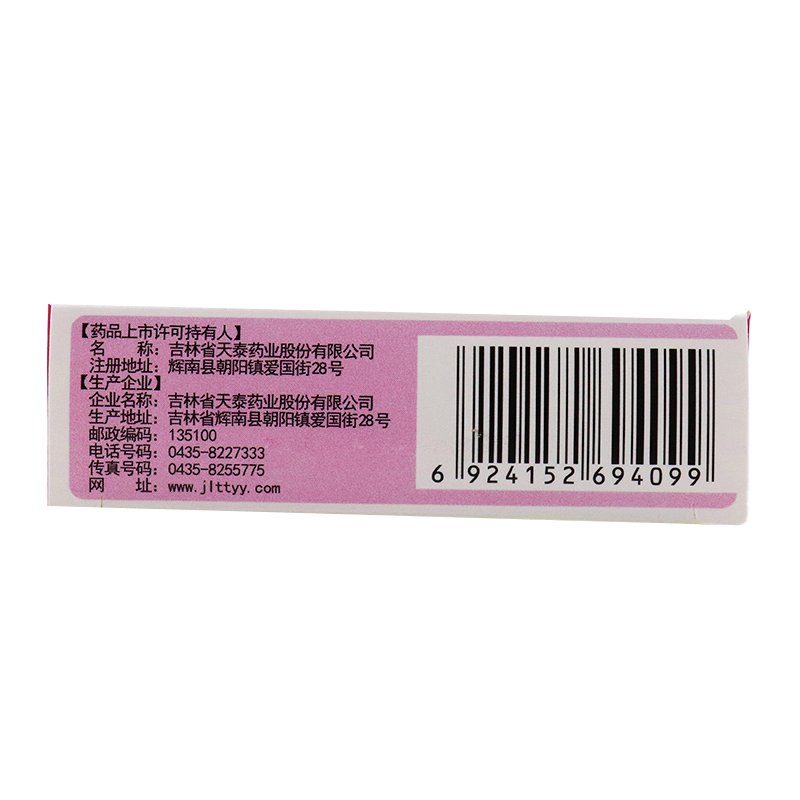 【药品上市许可持有人】
名 称：吉林省天泰药业股份有限公司
注册地址：辉南县朝阳镇爱国街28号
【生产企业】
企业名称：吉林省天泰药业股份有限公司
生产地址：吉林省辉南县朝阳镇爱国街28号
邮政编码：135100
电话号码：0435-8227333
传真号码：0435-8255775
网 址：www.jlttyy.com
6 924152 694099